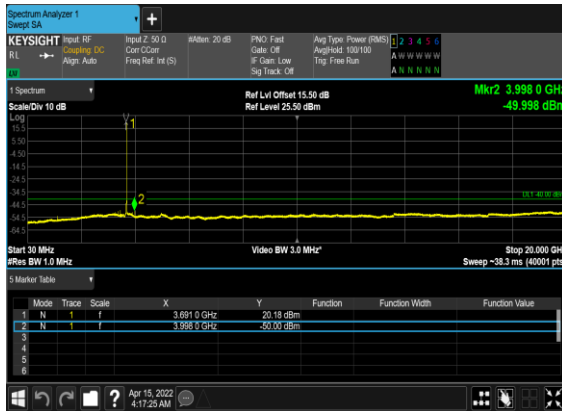 Spectrum Analyzer 1
Swept SA
KEYSIGHT Input: RF Input Z: 50 Ω #Atten: 20 dB PNO: Fast Avg Type: Power (RMS) 1 2 3 4 5 6
RL Coupling: DC Corr CCorr Gate: Off Avg|Hold: 100/100 A W W W W W
Align: Auto Freq Ref: Int (S) IF Gain: Low Trig: Free Run
Sig Track: Off A N N N N N
1 Spectrum Ref Lvl Offset 15.50 dB Mkr2 3.998 0 GHz
Scale/Div 10 dB Ref Level 25.50 dBm -49.998 dBm
Log
15.5
5.50
-4.50
-14.5
-24.5
-34.5
-44.5
-54.5
-64.5
1
2
Start 30 MHz Video BW 3.0 MHz* Stop 20.000 GHz
#Res BW 1.0 MHz Sweep ~38.3 ms (40001 pts)
5 Marker Table
Mode Trace Scale X Y Function Function Width Function Value
1 N 1 f 3.691 0 GHz 20.18 dBm
2 N 1 f 3.998 0 GHz -50.00 dBm
3
4
5
6
Apr 15, 2022
4:17:25 AM